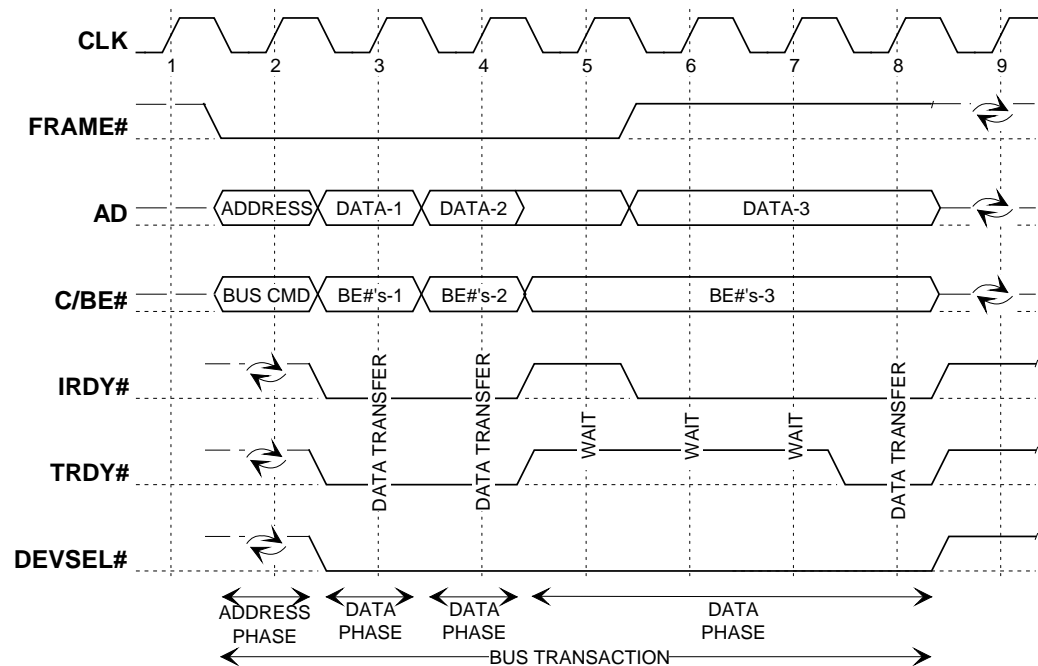 CLK
1 2 3 4 5 6 7 8 9
FRAME#
AD
ADDRESS DATA-1 DATA-2 DATA-3
C/BE#
BUS CMD BE#'s-1 BE#'s-2 BE#'s-3
IRDY#
DATA TRANSFER
DATA TRANSFER
WAIT
WAIT
WAIT
DATA TRANSFER
TRDY#
DEVSEL#
ADDRESS
PHASE
DATA
PHASE
DATA
PHASE
DATA
PHASE
BUS TRANSACTION